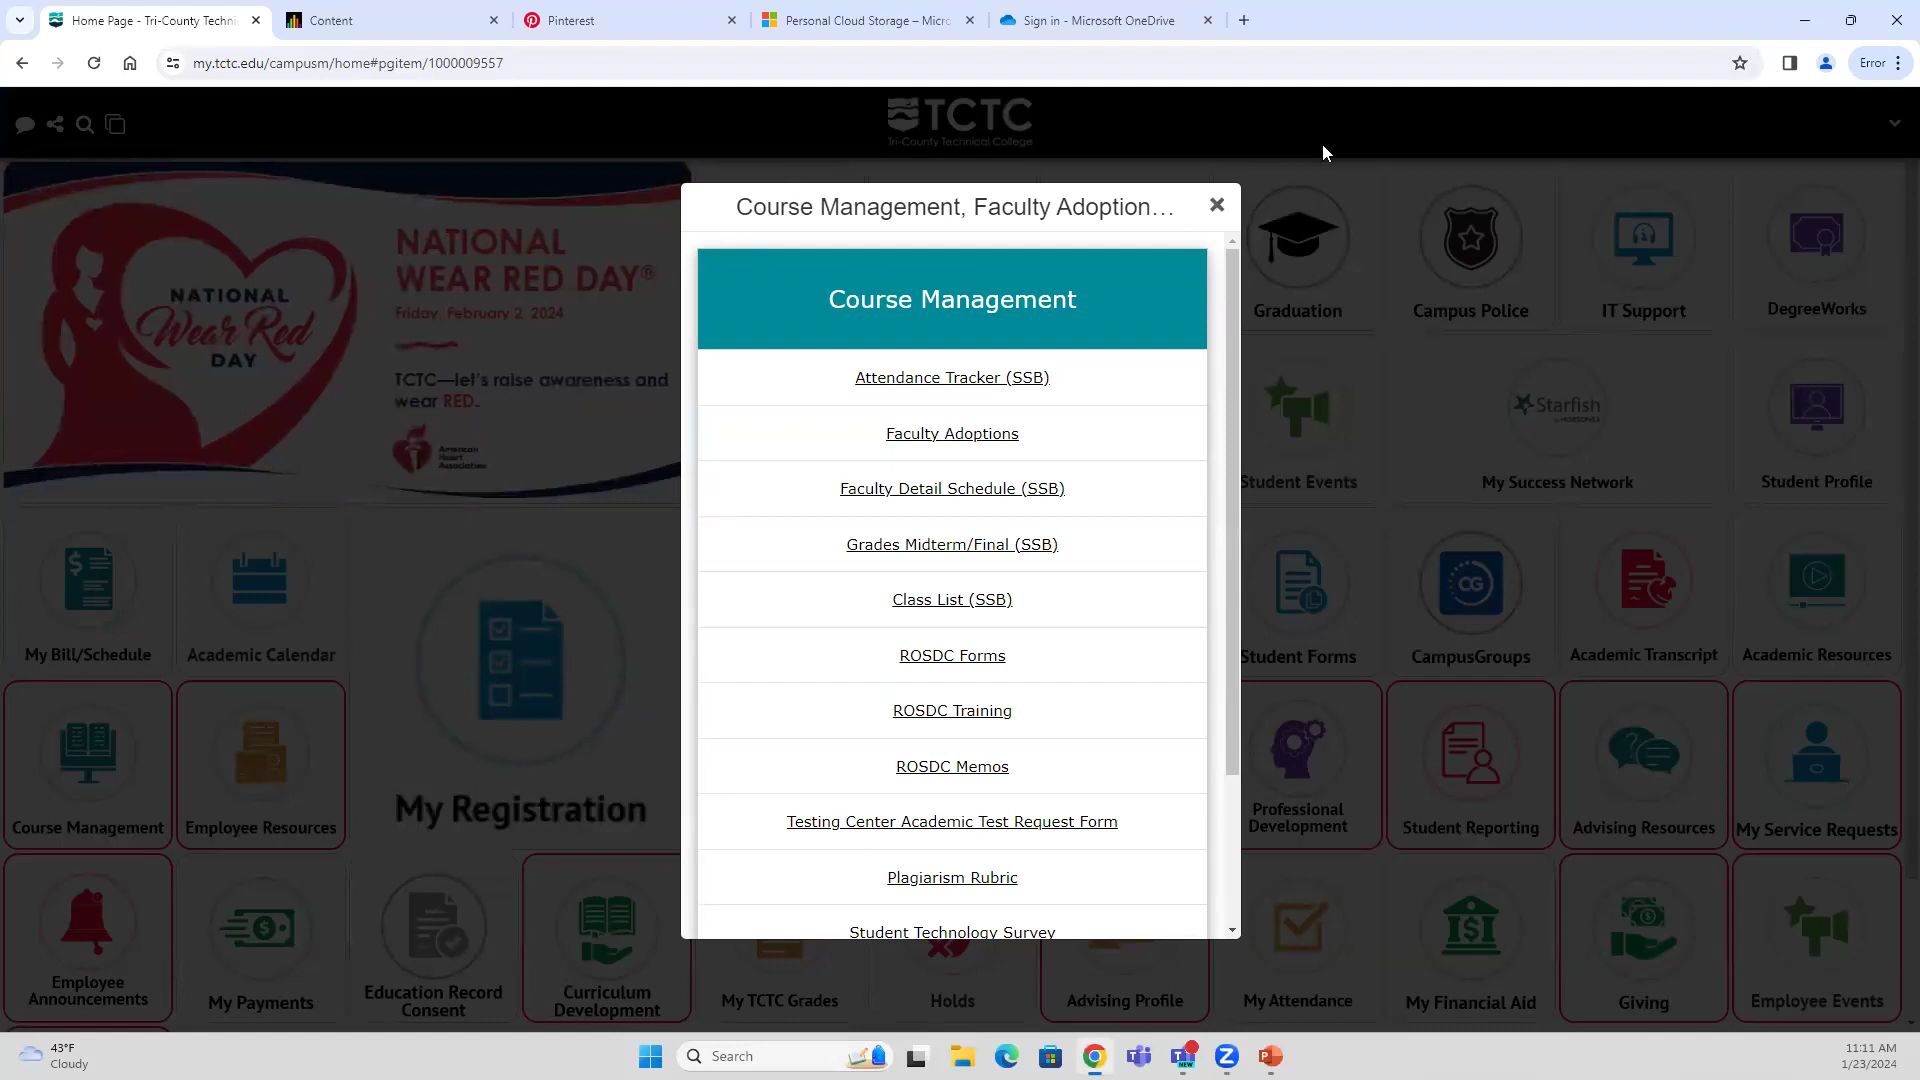 Home Page - Tri-County Techni
Content
Pinterest
Personal Cloud Storage – Micro
Sign in - Microsoft OneDrive
my.tctc.edu/campusm/home#pgitem/1000009557
Error
TCTC
Tri-County Technical College
NATIONAL
WEAR RED DAY®
Friday, February 2, 2024
TCTC—let's raise awareness and
wear RED.
American
Heart
Association
NATIONAL
Wear Red
DAY
Course Management, Faculty Adoption…
Course Management
Attendance Tracker (SSB)
Faculty Adoptions
Faculty Detail Schedule (SSB)
Grades Midterm/Final (SSB)
Class List (SSB)
ROSDC Forms
ROSDC Training
ROSDC Memos
Testing Center Academic Test Request Form
Plagiarism Rubric
Student Technology Survey
Graduation
Campus Police
IT Support
DegreeWorks
Student Events
Starfish
My Success Network
Student Profile
My Bill/Schedule
Academic Calendar
My Registration
Student Forms
CG
CampusGroups
Academic Transcript
Academic Resources
Course Management
Employee Resources
Professional
Development
Student Reporting
Advising Resources
My Service Requests
Employee
Announcements
My Payments
Education Record
Consent
Curriculum
Development
My TCTC Grades
Holds
Advising Profile
My Attendance
My Financial Aid
Giving
Employee Events
43°F
Cloudy
Search
NEW
11:11 AM
1/23/2024